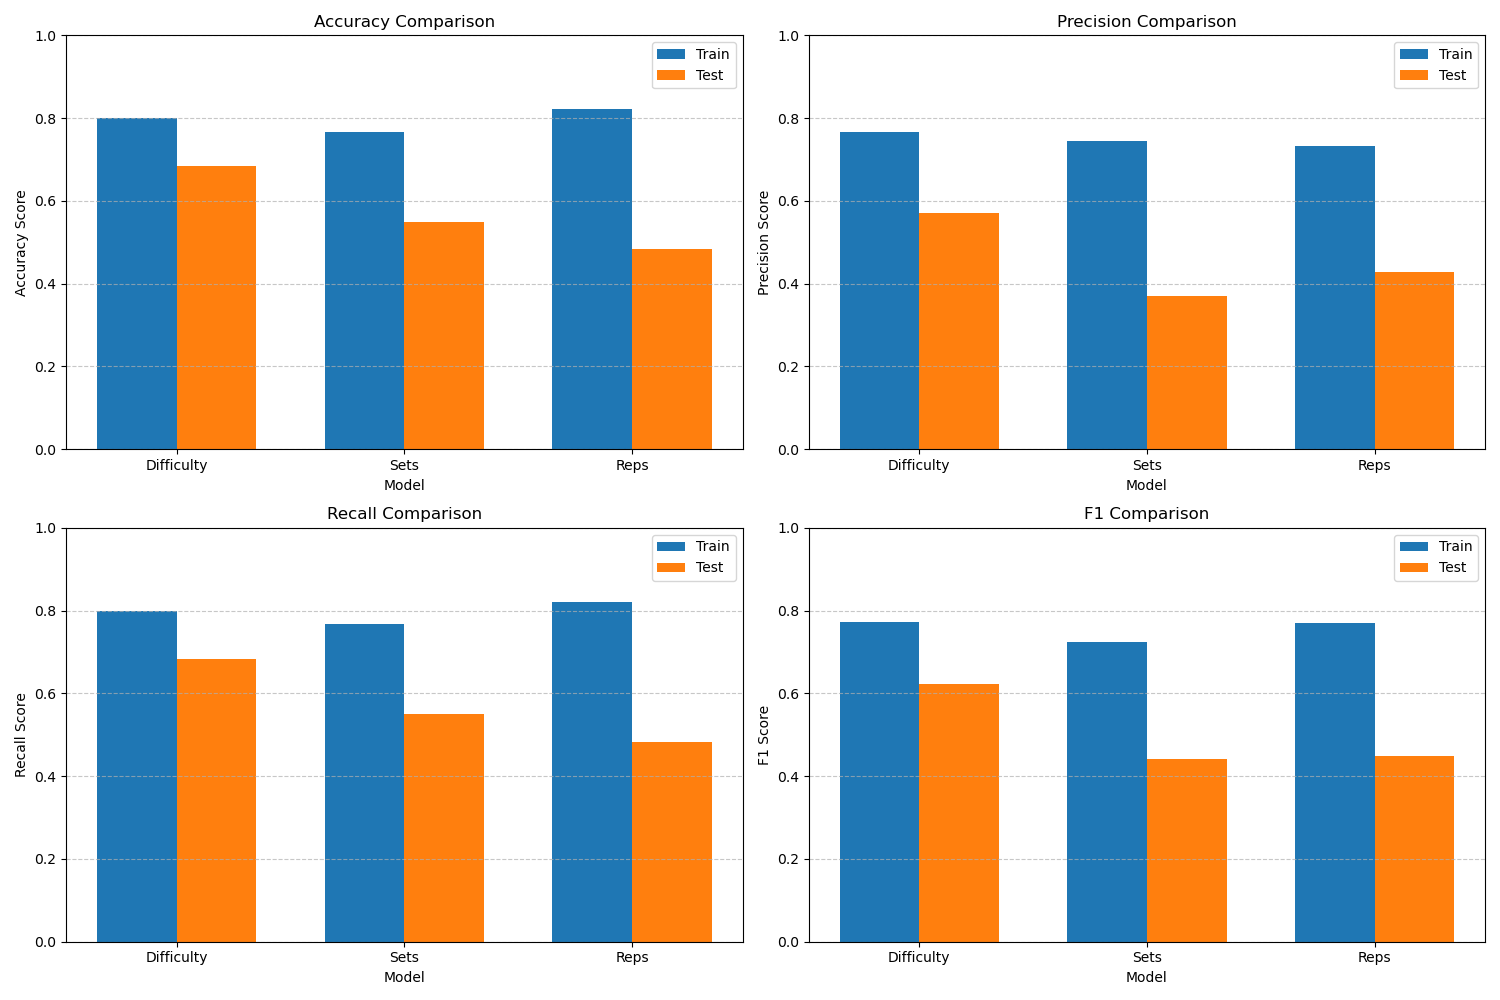 Accuracy Comparison
Accuracy Score
1.0
0.8
0.6
0.4
0.2
0.0
Train
Test
Difficulty Sets Reps
Model
Precision Comparison
Precision Score
1.0
0.8
0.6
0.4
0.2
0.0
Train
Test
Difficulty Sets Reps
Model
Recall Comparison
Recall Score
1.0
0.8
0.6
0.4
0.2
0.0
Train
Test
Difficulty Sets Reps
Model
F1 Comparison
F1 Score
1.0
0.8
0.6
0.4
0.2
0.0
Train
Test
Difficulty Sets Reps
Model